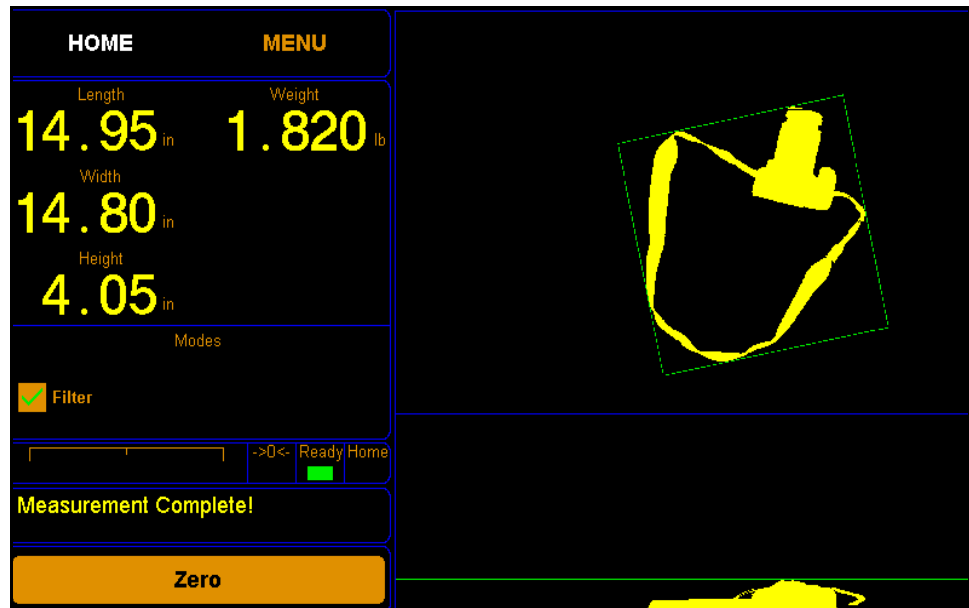 HOME MENU
Length Weight
14.95 in 1.820 lb
Width
14.80 in
Height
4.05 in
Modes
Filter
->0<- Ready Home
Measurement Complete!
Zero